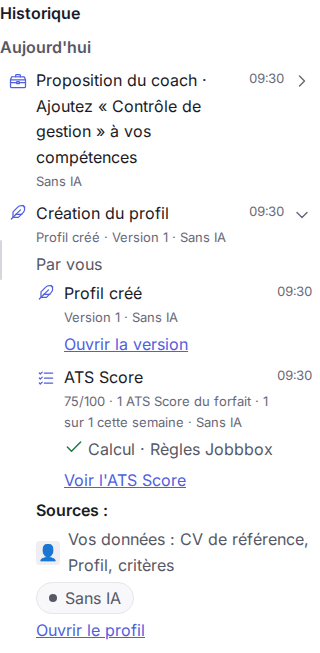 Historique
Aujourd'hui
Proposition du coach · 09:30
Ajoutez « Contrôle de
gestion » à vos
compétences
Sans IA
Création du profil 09:30
Profil créé · Version 1 · Sans IA
Par vous
Profil créé 09:30
Version 1 · Sans IA
Ouvrir la version
ATS Score 09:30
75/100 · 1 ATS Score du forfait · 1
sur 1 cette semaine · Sans IA
Calcul · Règles Jobbbox
Voir l'ATS Score
Sources :
Vos données : CV de référence,
Profil, critères
Sans IA
Ouvrir le profil